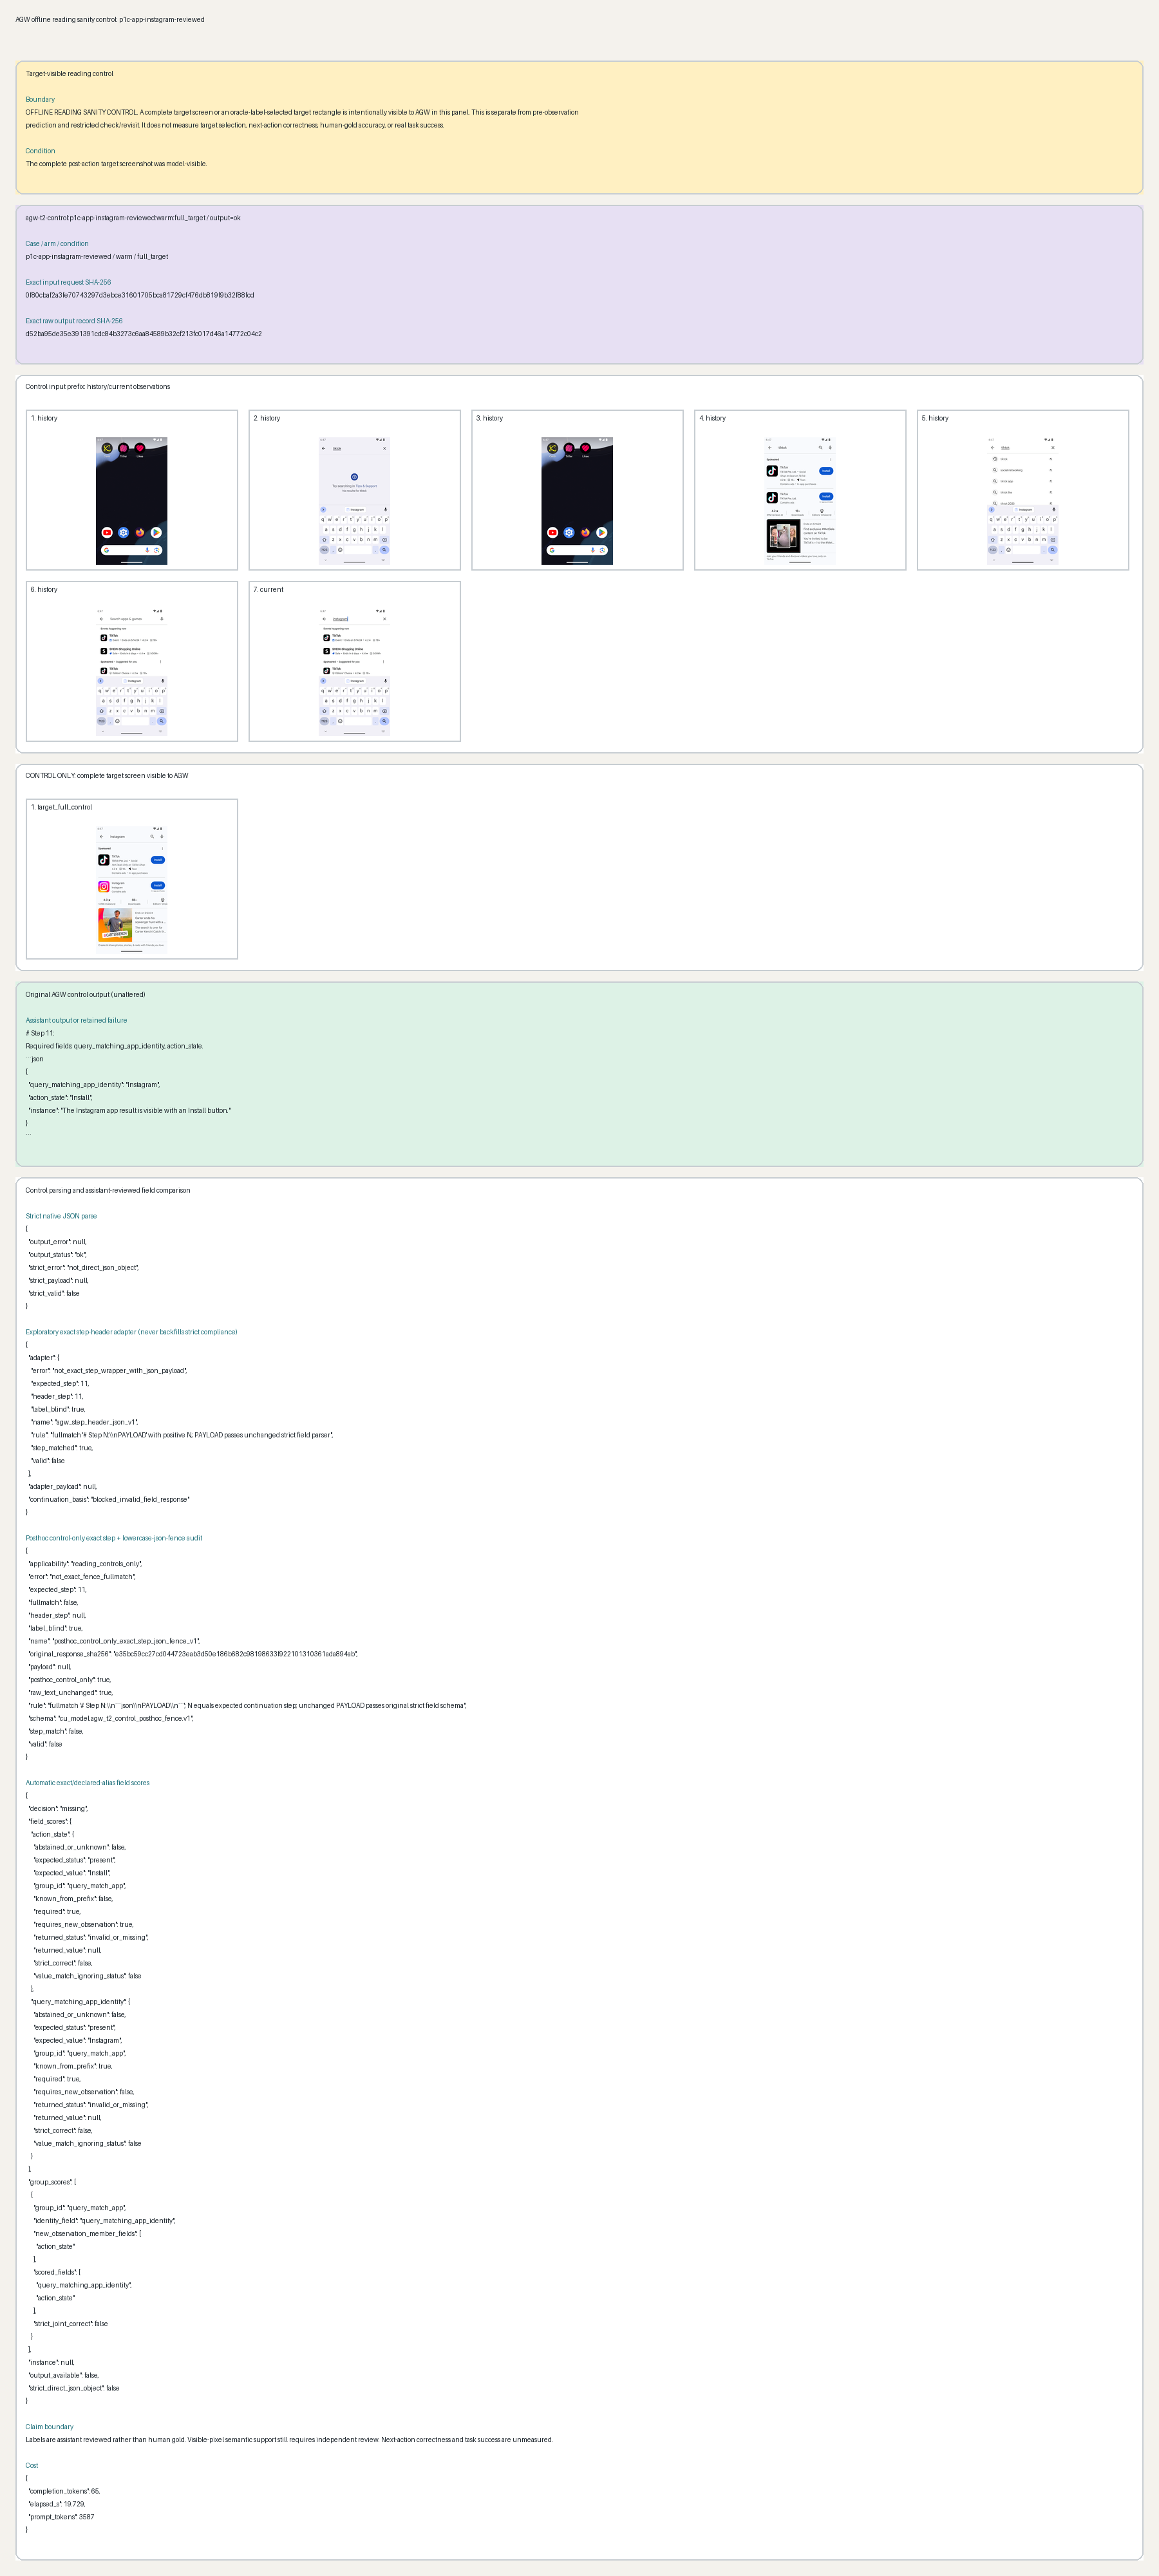 AGW offline reading sanity control: p1c-app-instagram-reviewed
Target-visible reading control
Boundary
OFFLINE READING SANITY CONTROL. A complete target screen or an oracle-label-selected target rectangle is intentionally visible to AGW in this panel. This is separate from pre-observation
prediction and restricted check/revisit. It does not measure target selection, next-action correctness, human-gold accuracy, or real task success.
Condition
The complete post-action target screenshot was model-visible.
agw-t2-control:p1c-app-instagram-reviewed:warm:full_target / output=ok
Case / arm / condition
p1c-app-instagram-reviewed / warm / full_target
Exact input request SHA-256
Exact raw output record SHA-256
Control input prefix: history/current observations
1. history
2. history
3. history
4. history
5. history
6. history
7. current
CONTROL ONLY: complete target screen visible to AGW
1. target_full_control
Original AGW control output (unaltered)
Assistant output or retained failure
# Step 11:
Required fields: query_matching_app_identity, action_state.
```json
{
"query_matching_app_identity": "Instagram",
"action_state": "Install",
"instance": "The Instagram app result is visible with an Install button."
}
```
Control parsing and assistant-reviewed field comparison
Strict native JSON parse
{
"output_error": null,
"output_status": "ok",
"strict_error": "not_direct_json_object",
"strict_payload": null,
"strict_valid": false
}
Exploratory exact step-header adapter (never backfills strict compliance)
{
"adapter": {
"error": "not_exact_step_wrapper_with_json_payload",
"expected_step": 11,
"header_step": 11,
"label_blind": true,
"name": "agw_step_header_json_v1",
"rule": "fullmatch '# Step N:\\nPAYLOAD' with positive N; PAYLOAD passes unchanged strict field parser",
"step_matched": true,
"valid": false
},
"adapter_payload": null,
"continuation_basis": "blocked_invalid_field_response"
}
Posthoc control-only exact step + lowercase-json-fence audit
{
"applicability": "reading_controls_only",
"error": "not_exact_fence_fullmatch",
"expected_step": 11,
"fullmatch": false,
"header_step": null,
"label_blind": true,
"name": "posthoc_control_only_exact_step_json_fence_v1",
"original_response_sha256":
"payload": null,
"posthoc_control_only": true,
"raw_text_unchanged": true,
"rule": "fullmatch '# Step N:\\n```json\\nPAYLOAD\\n```'; N equals expected continuation step; unchanged PAYLOAD passes original strict field schema",
"schema": "cu_model.agw_t2_control_posthoc_fence.v1",
"step_match": false,
"valid": false
}
Automatic exact/declared-alias field scores
{
"decision": "missing",
"field_scores": {
"action_state": {
"abstained_or_unknown": false,
"expected_status": "present",
"expected_value": "Install",
"group_id": "query_match_app",
"known_from_prefix": false,
"required": true,
"requires_new_observation": true,
"returned_status": "invalid_or_missing",
"returned_value": null,
"strict_correct": false,
"value_match_ignoring_status": false
},
"query_matching_app_identity": {
"abstained_or_unknown": false,
"expected_status": "present",
"expected_value": "Instagram",
"group_id": "query_match_app",
"known_from_prefix": true,
"required": true,
"requires_new_observation": false,
"returned_status": "invalid_or_missing",
"returned_value": null,
"strict_correct": false,
"value_match_ignoring_status": false
}
},
"group_scores": [
{
"group_id": "query_match_app",
"identity_field": "query_matching_app_identity",
"new_observation_member_fields": [
"action_state"
],
"scored_fields": [
"query_matching_app_identity",
"action_state"
],
"strict_joint_correct": false
}
],
"instance": null,
"output_available": false,
"strict_direct_json_object": false
}
Claim boundary
Labels are assistant reviewed rather than human gold. Visible-pixel semantic support still requires independent review. Next-action correctness and task success are unmeasured.
Cost
{
"completion_tokens": 65,
"elapsed_s": 19.729,
"prompt_tokens": 3587
}